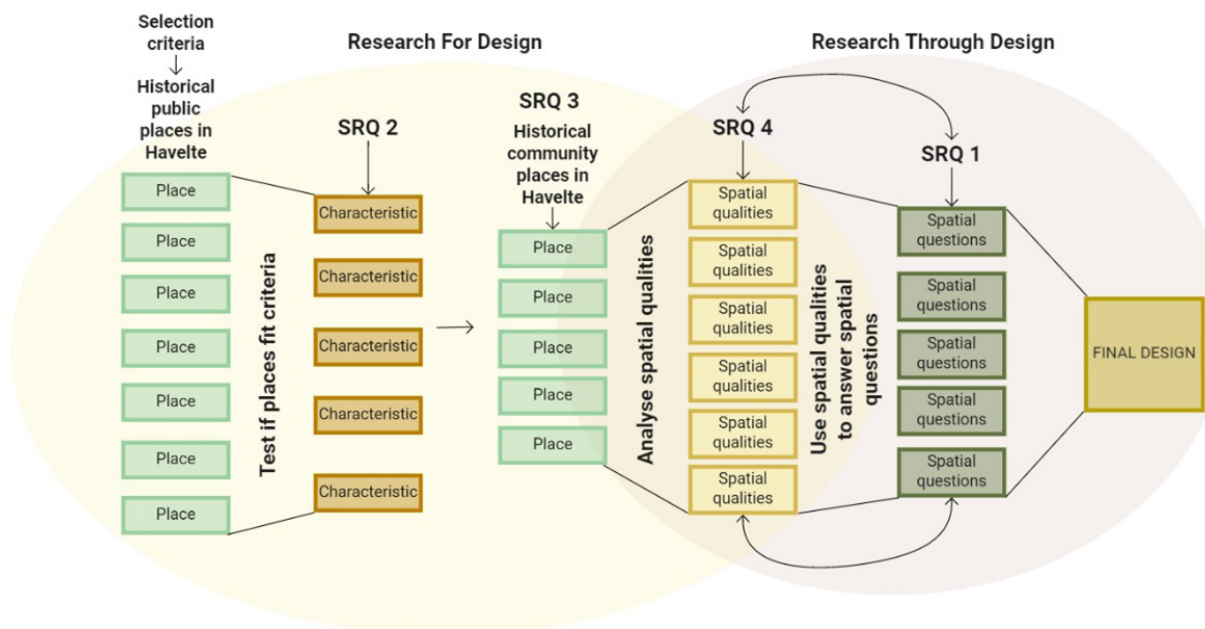 Selection
criteria
Historical
public
places in
Havelte
Place
Place
Place
Place
Place
Place
Place
Test if places fit criteria
Research For Design
SRQ 2
Characteristic
Characteristic
Characteristic
Characteristic
Characteristic
SRQ 3
Historical
community
places in
Havelte
Place
Place
Place
Place
Place
Analyse spatial qualities
Research Through Design
SRQ 4
Spatial
qualities
Spatial
qualities
Spatial
qualities
Spatial
qualities
Spatial
qualities
Spatial
qualities
Use spatial qualities
to answer spatial
questions
SRQ 1
Spatial
questions
Spatial
questions
Spatial
questions
Spatial
questions
Spatial
questions
FINAL DESIGN